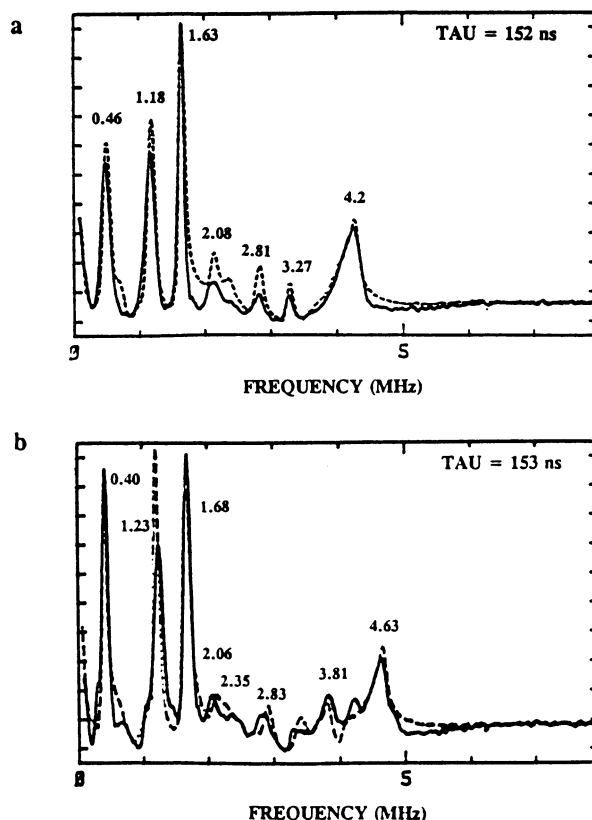 a
TAU = 152 ns
1.63
1.18
0.46
4.2
2.08
2.81
3.27
5
FREQUENCY (MHz)
b
TAU = 153 ns
0.40
1.68
1.23
4.63
2.06
2.35
2.83
3.81
5
FREQUENCY (MHz)